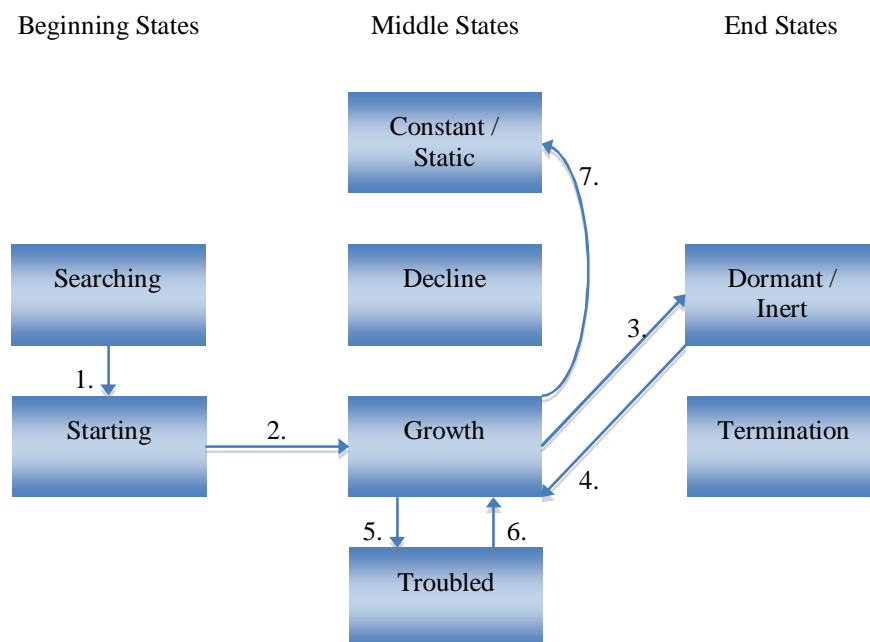 Beginning States
Middle States
End States
Constant /
Static
7.
Searching
Decline
Dormant /
Inert
3.
1.
Starting
2.
Growth
Termination
4.
5.
6.
Troubled